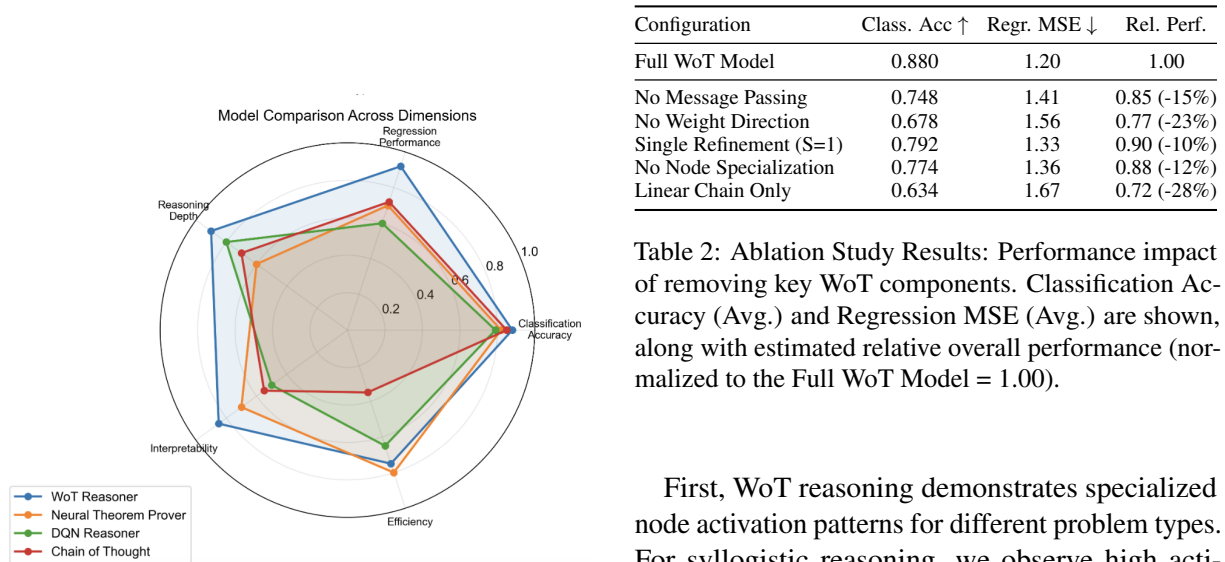 Model Comparison Across Dimensions
Regression
Performance
Reasoning
Depth
1.0
0.8
0.6
0.4
0.2
Classification
Accuracy
Interpretability
Efficiency
WoT Reasoner
Neural Theorem Prover
DQN Reasoner
Chain of Thought
Configuration Class. Acc ↑ Regr. MSE ↓ Rel. Perf.
Full WoT Model 0.880 1.20 1.00
No Message Passing 0.748 1.41 0.85 (-15%)
No Weight Direction 0.678 1.56 0.77 (-23%)
Single Refinement (S=1) 0.792 1.33 0.90 (-10%)
No Node Specialization 0.774 1.36 0.88 (-12%)
Linear Chain Only 0.634 1.67 0.72 (-28%)
Table 2: Ablation Study Results: Performance impact
of removing key WoT components. Classification Ac-
curacy (Avg.) and Regression MSE (Avg.) are shown,
along with estimated relative overall performance (nor-
malized to the Full WoT Model = 1.00).
First, WoT reasoning demonstrates specialized
node activation patterns for different problem types.
For syllogistic reasoning, we observe high acti-